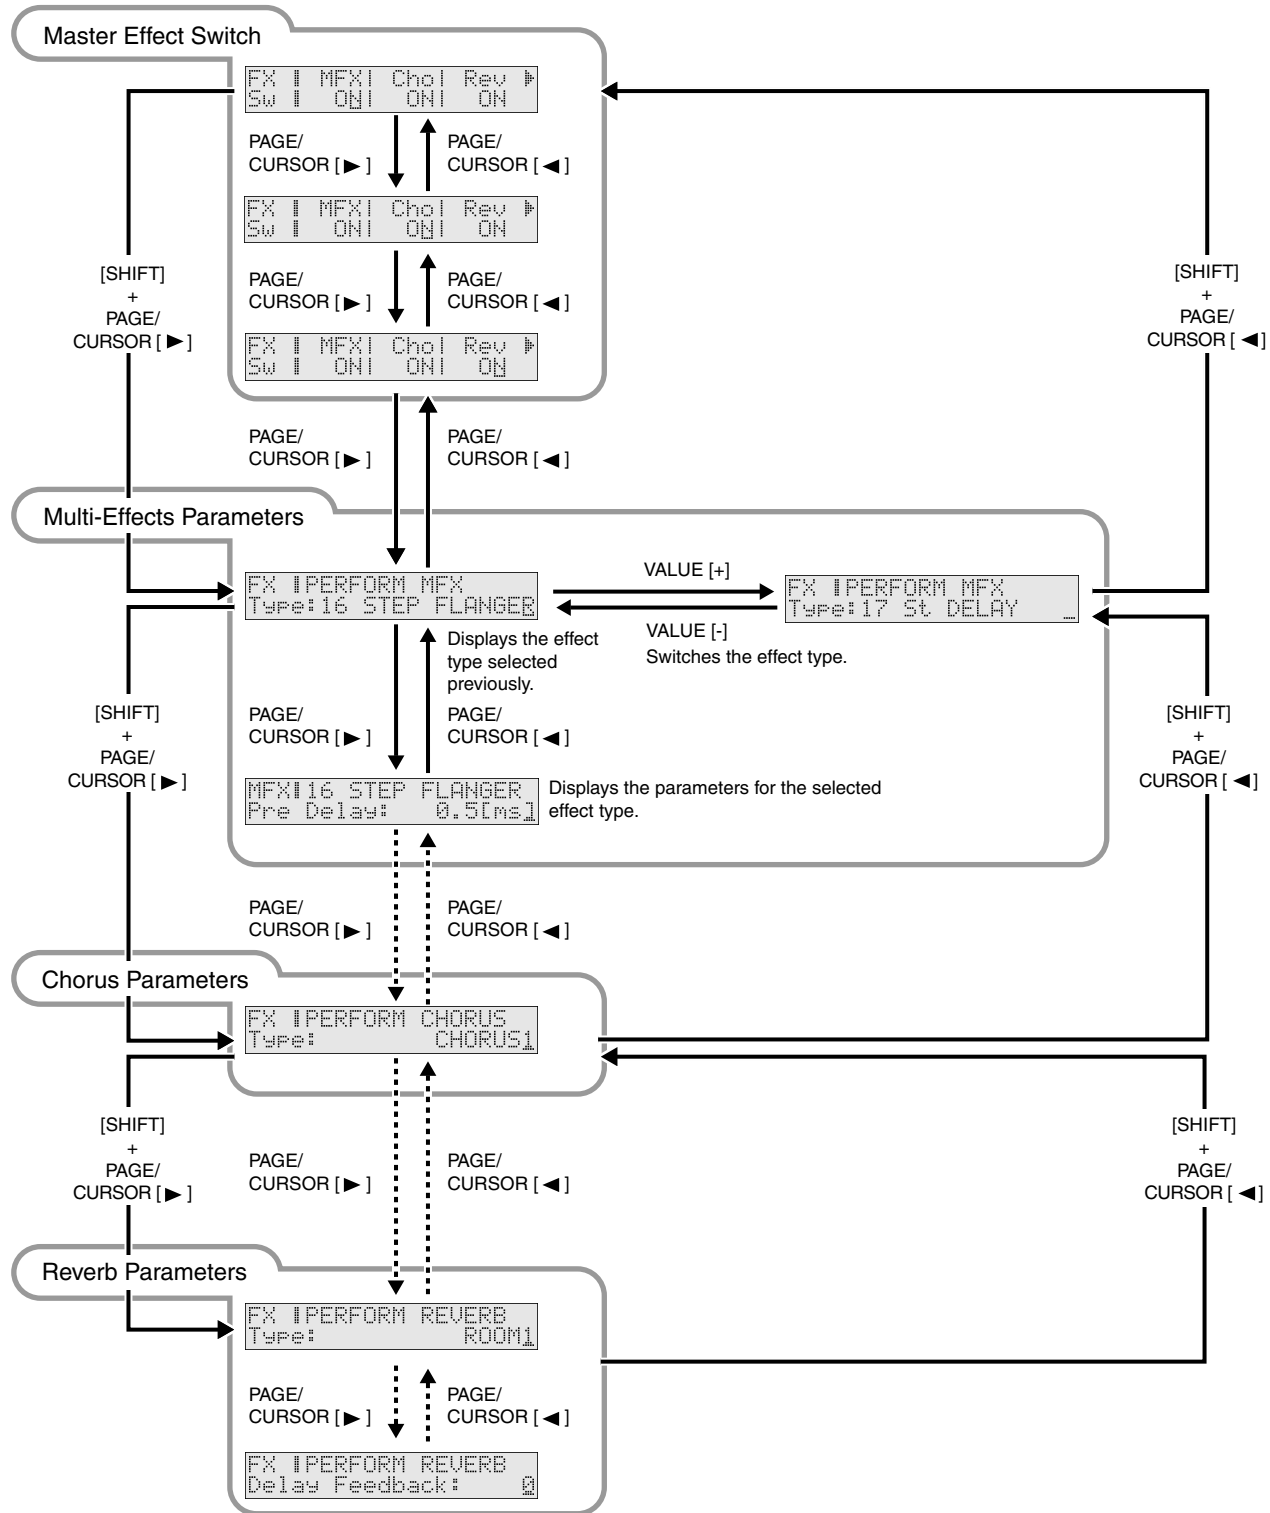 Master Effect Switch
FX MFX| Cho| Rev
Sw ON| ON| ON
PAGE/
CURSOR [ ▶ ]
PAGE/
CURSOR [ ◀ ]
FX MFX| Cho| Rev
Sw ON| ON| ON
PAGE/
CURSOR [ ▶ ]
PAGE/
CURSOR [ ◀ ]
FX MFX| Cho| Rev
Sw ON| ON| ON
[SHIFT]
+
PAGE/
CURSOR [ ▶ ]
[SHIFT]
+
PAGE/
CURSOR [ ◀ ]
PAGE/
CURSOR [ ▶ ]
PAGE/
CURSOR [ ◀ ]
Multi-Effects Parameters
FX PERFORM MFX
Type:16 STEP FLANGER
VALUE [+]
VALUE [-]
Switches the effect type.
FX PERFORM MFX
Type:17 St DELAY
Displays the effect
type selected
previously.
PAGE/
CURSOR [ ▶ ]
PAGE/
CURSOR [ ◀ ]
[SHIFT]
+
PAGE/
CURSOR [ ▶ ]
[SHIFT]
+
PAGE/
CURSOR [ ◀ ]
MFX 16 STEP FLANGER
Pre Delay: 0.5[ms]
Displays the parameters for the selected
effect type.
PAGE/
CURSOR [ ▶ ]
PAGE/
CURSOR [ ◀ ]
Chorus Parameters
FX PERFORM CHORUS
Type: CHORUS1
[SHIFT]
+
PAGE/
CURSOR [ ▶ ]
PAGE/
CURSOR [ ▶ ]
PAGE/
CURSOR [ ◀ ]
[SHIFT]
+
PAGE/
CURSOR [ ◀ ]
Reverb Parameters
FX PERFORM REVERB
Type: ROOM1
PAGE/
CURSOR [ ▶ ]
PAGE/
CURSOR [ ◀ ]
FX PERFORM REVERB
Delay Feedback: 0